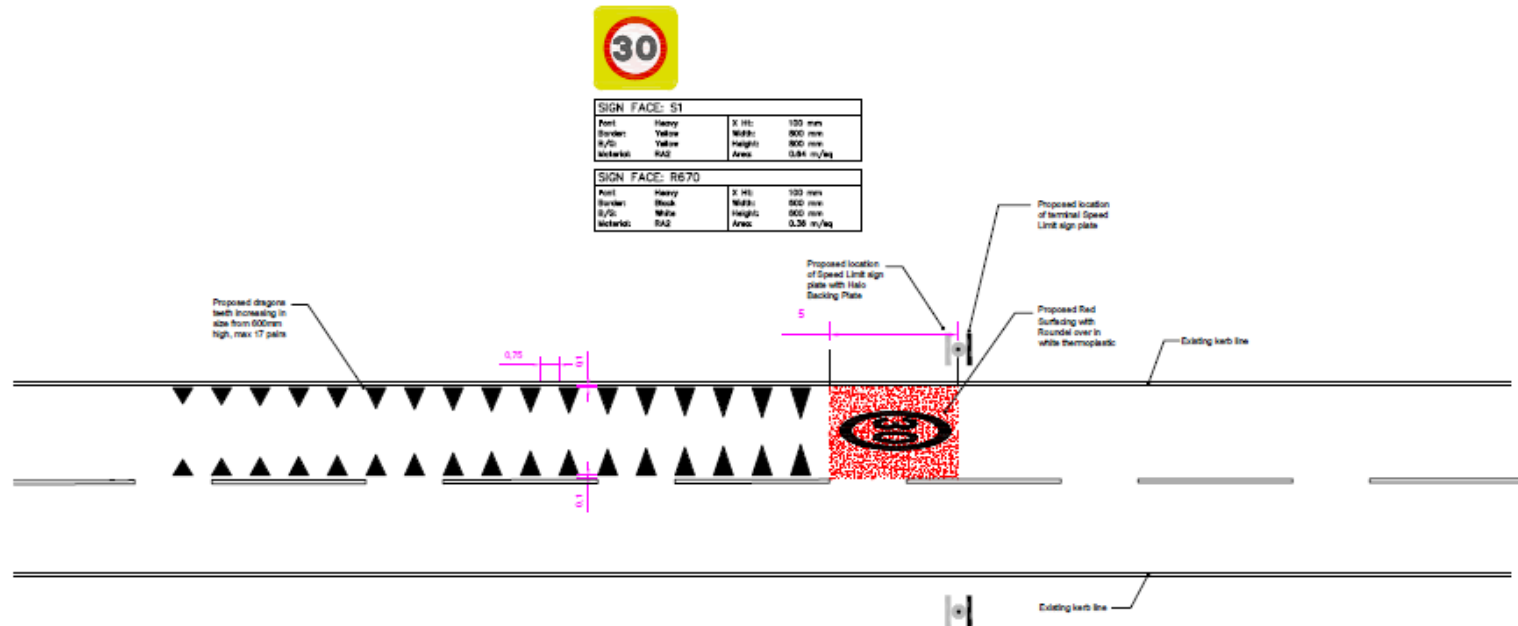 30
SIGN FACE: S1
Font: Heavy X Ht: 100 mm
Border: Yellow Width: 800 mm
B/G: Yellow Height: 800 mm
Material: RA2 Area: 0.64 m/sq
SIGN FACE: R670
Font Heavy X Ht: 100 mm
Border: Black Width: 600 mm
B/G: White Height: 600 mm
Material: RA2 Area: 0.36 m/sq
Proposed location
of terminal Speed
Limit sign plate
Proposed location
of Speed Limit sign
plate with Halo
Backing Plate
Proposed dragons
teeth increasing in
size from 600mm
high, max 17 pairs
5
Proposed Red
Surfacing with
Roundel over in
white thermoplastic
Existing kerb line
0,75
0,1
30
0,1
Existing kerb line